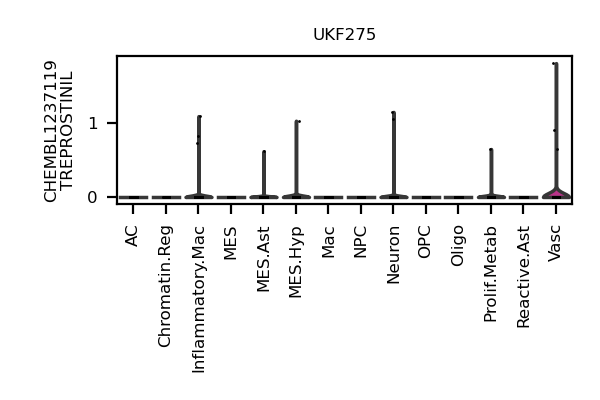 UKF275
CHEMBL1237119
TREPROSTINIL
1
0
AC
Chromatin.Reg
Inflammatory.Mac
MES
MES.Ast
MES.Hyp
Mac
NPC
Neuron
OPC
Oligo
Prolif.Metab
Reactive.Ast
Vasc